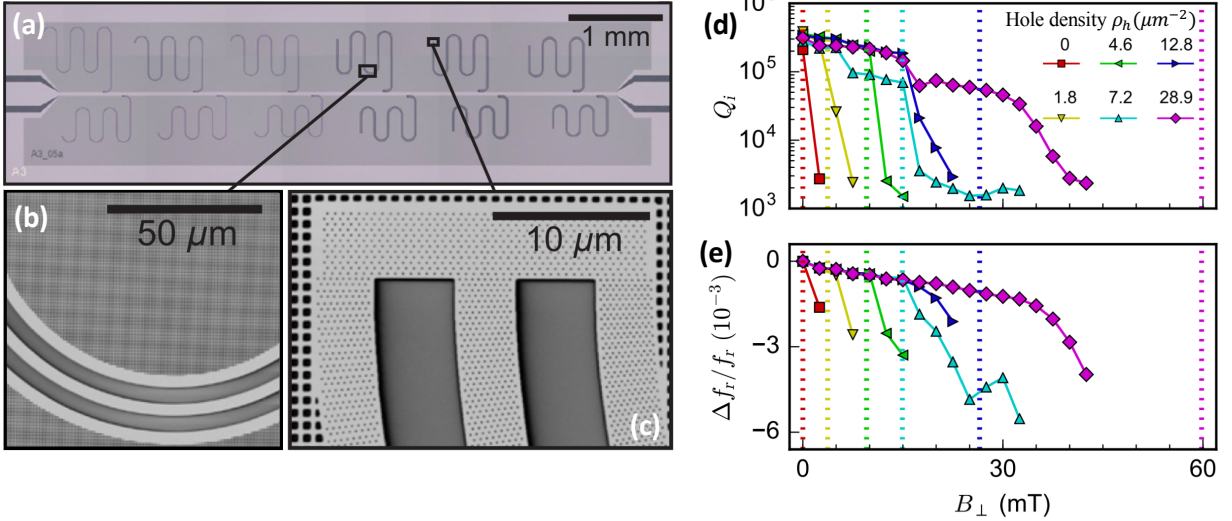 (a)
1 mm
A3_05a
A3
(b)
50 μm
10 μm
(c)
(d)
Hole density ρₕ(μm⁻²)
0 4.6 12.8
1.8 7.2 28.9
10⁶
10⁵
10⁴
10³
Qᵢ
(e)
0
−3
−6
Δfᵣ/fᵣ (10⁻³)
0 30 60
B⊥ (mT)